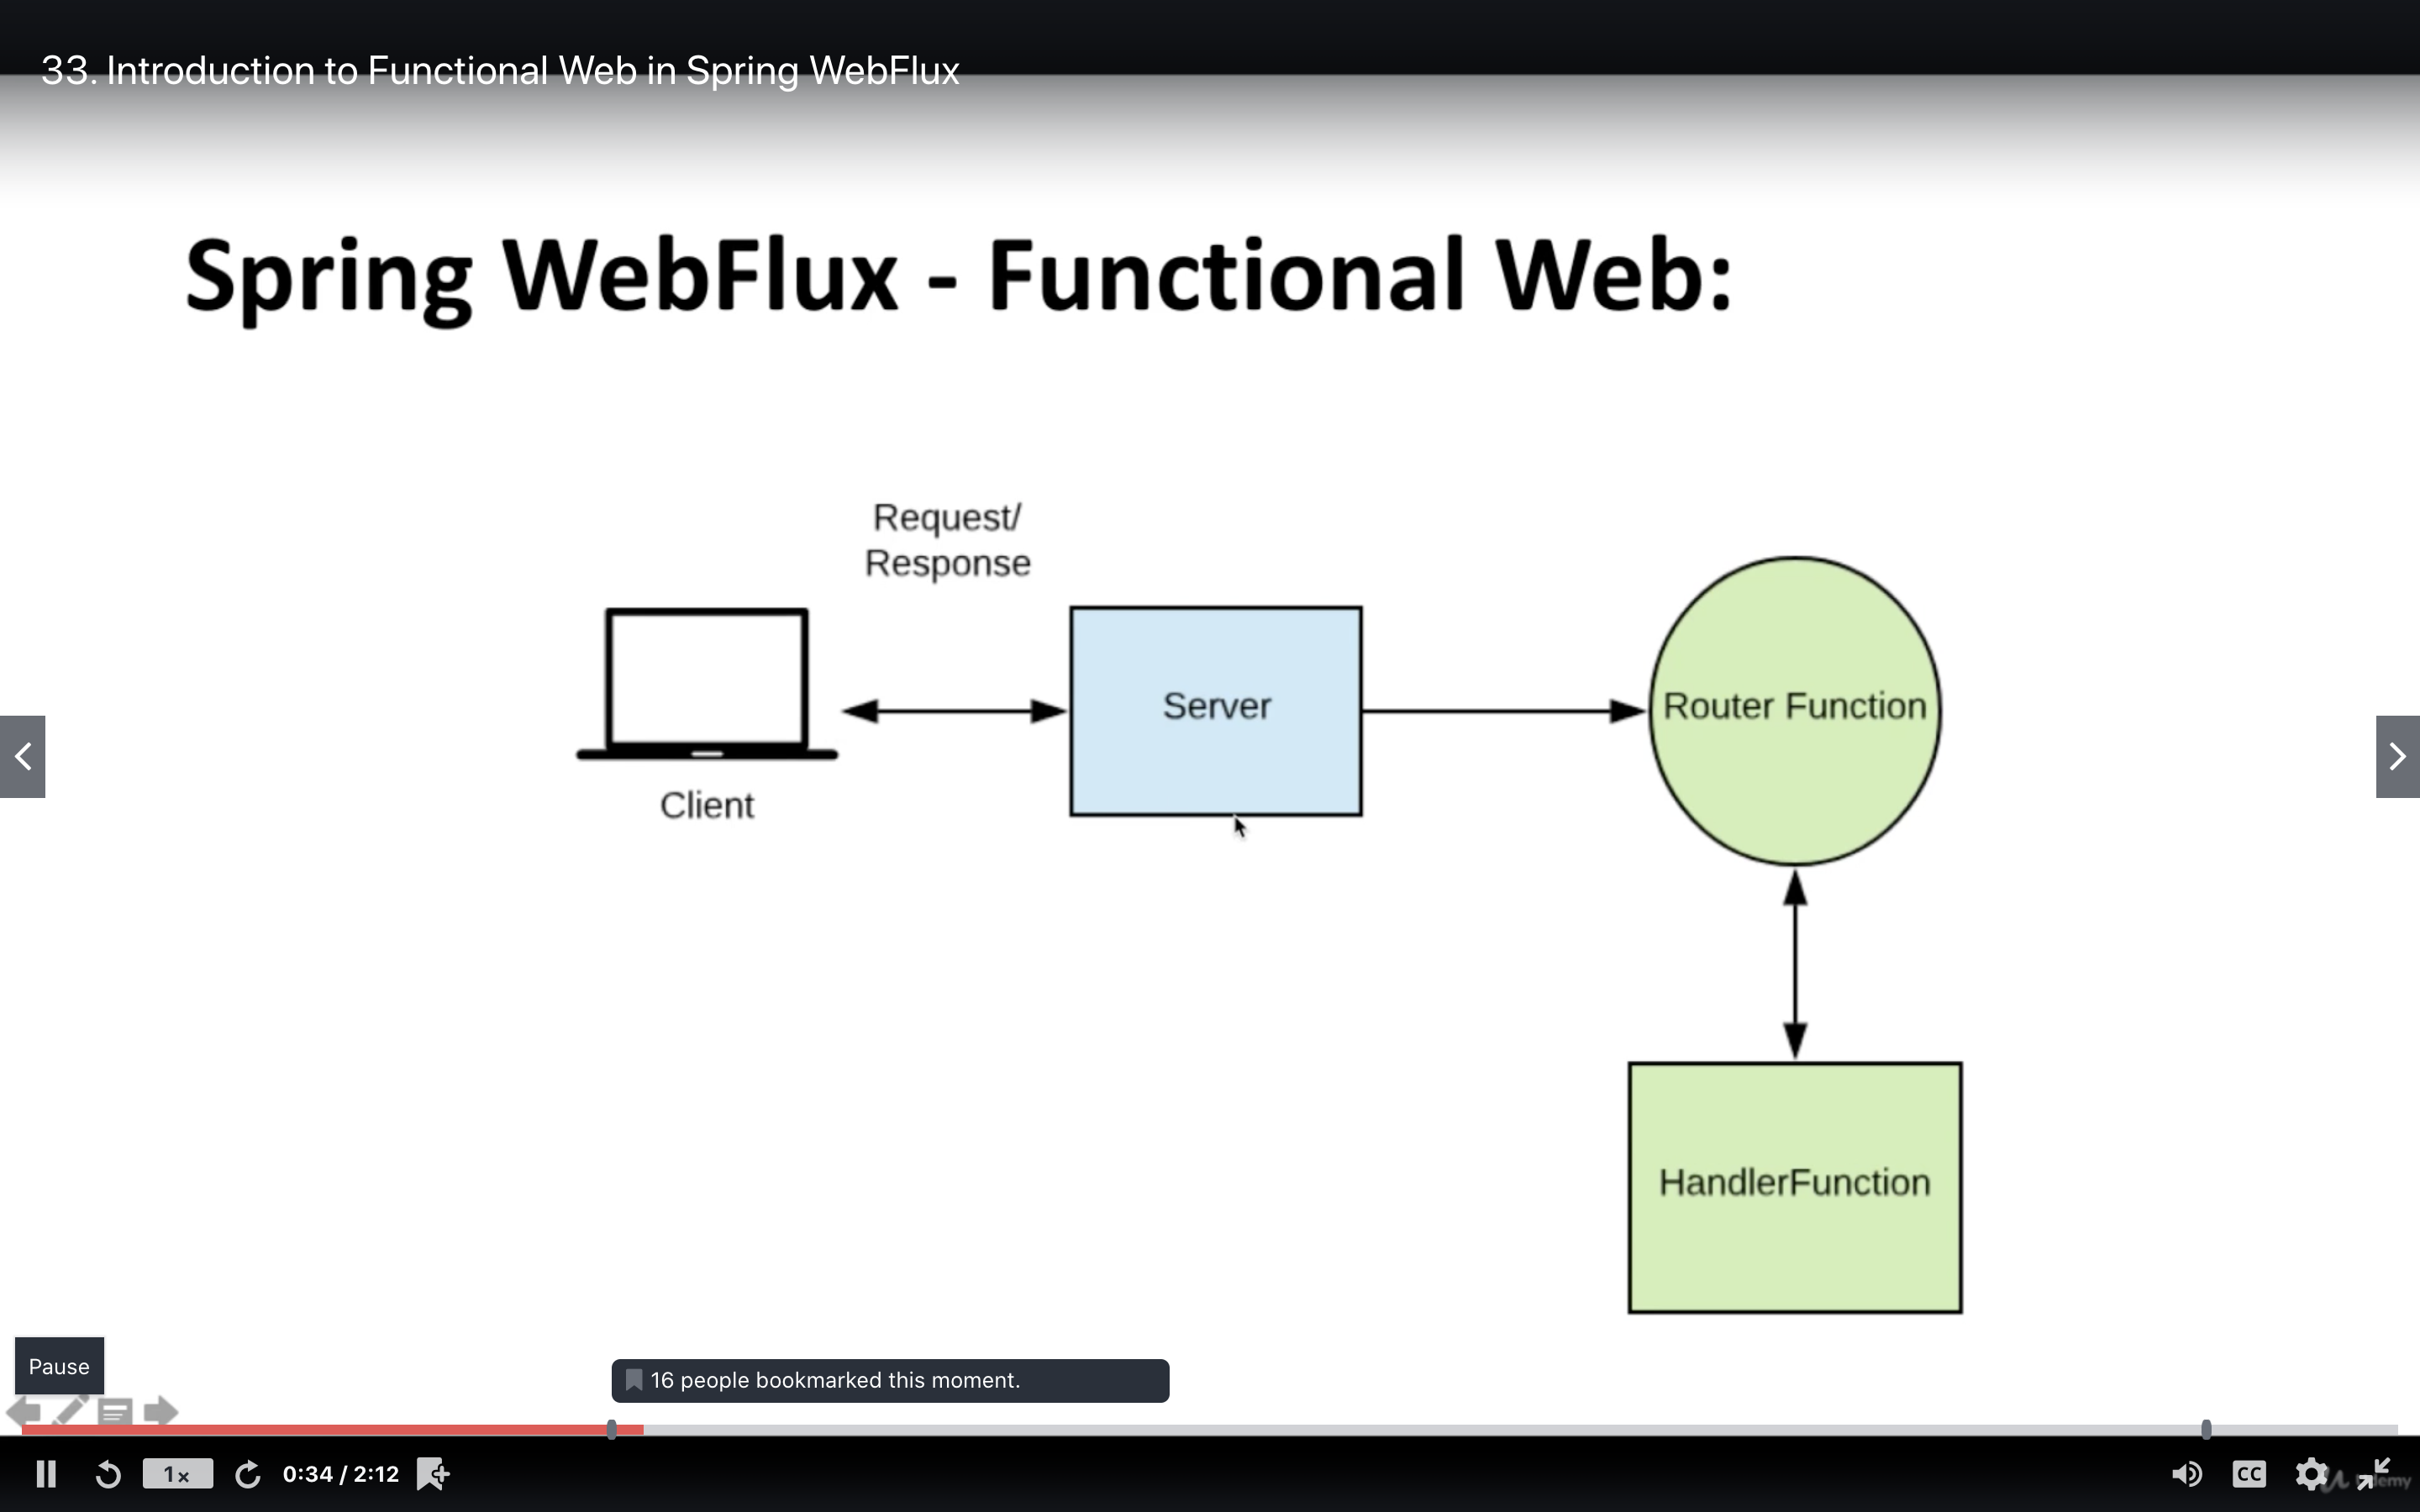 33. Introduction to Functional Web in Spring WebFlux
Spring WebFlux - Functional Web:
Request/
Response
Server
Router Function
Client
HandlerFunction
Pause
16 people bookmarked this moment.
1x
0:34 / 2:12
CC